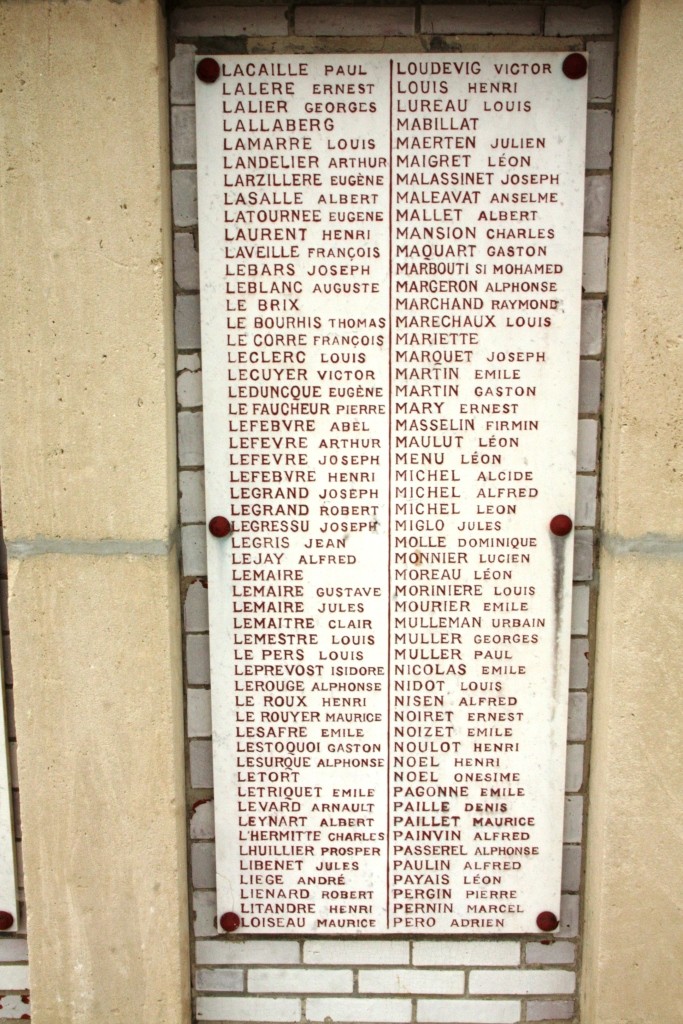 LACAILLE PAUL
LALERE ERNEST
LALIER GEORGES
LALLABERG
LAMARRE LOUIS
LANDELIER ARTHUR
LARZILLERE EUGÈNE
LASALLE ALBERT
LATOURNEE EUGENE
LAURENT HENRI
LAVEILLE FRANÇOIS
LEBARS JOSEPH
LEBLANC AUGUSTE
LE BRIX
LE BOURHIS THOMAS
LE CORRE FRANÇOIS
LECLERC LOUIS
LECUYER VICTOR
LEDUNCQUE EUGÈNE
LE FAUCHEUR PIERRE
LEFEBVRE ABEL
LEFEVRE ARTHUR
LEFEVRE JOSEPH
LEFEBVRE HENRI
LEGRAND JOSEPH
LEGRAND ROBERT
LEGRESSU JOSEPH
LEGRIS JEAN
LEJAY ALFRED
LEMAIRE
LEMAIRE GUSTAVE
LEMAIRE JULES
LEMAITRE CLAIR
LEMESTRE LOUIS
LE PERS LOUIS
LEPREVOST ISIDORE
LEROUGE ALPHONSE
LE ROUX HENRI
LE ROUYER MAURICE
LESAFRE EMILE
LESTOQUOI GASTON
LESURQUE ALPHONSE
LETORT
LETRIQUET EMILE
LEVARD ARNAULT
LEYNART ALBERT
L'HERMITTE CHARLES
LHUILLIER PROSPER
LIBENET JULES
LIEGE ANDRÉ
LIENARD ROBERT
LITANDRE HENRI
LOISEAU MAURICE
LOUDEVIG VICTOR
LOUIS HENRI
LUREAU LOUIS
MABILLAT
MAERTEN JULIEN
MAIGRET LÉON
MALASSINET JOSEPH
MALEAVAT ANSELME
MALLET ALBERT
MANSION CHARLES
MAQUART GASTON
MARBOUTI SI MOHAMED
MARGERON ALPHONSE
MARCHAND RAYMOND
MARECHAUX LOUIS
MARIETTE
MARQUET JOSEPH
MARTIN EMILE
MARTIN GASTON
MARY ERNEST
MASSELIN FIRMIN
MAULUT LÉON
MENU LÉON
MICHEL ALCIDE
MICHEL ALFRED
MICHEL LEON
MIGLO JULES
MOLLE DOMINIQUE
MONNIER LUCIEN
MOREAU LÉON
MORINIERE LOUIS
MOURIER EMILE
MULLEMAN URBAIN
MULLER GEORGES
MULLER PAUL
NICOLAS EMILE
NIDOT LOUIS
NISEN ALFRED
NOIRET ERNEST
NOIZET EMILE
NOULOT HENRI
NOEL HENRI
NOEL ONESIME
PAGONNE EMILE
PAILLE DENIS
PAILLET MAURICE
PAINVIN ALFRED
PASSEREL ALPHONSE
PAULIN ALFRED
PAYAIS LÉON
PERGIN PIERRE
PERNIN MARCEL
PERO ADRIEN